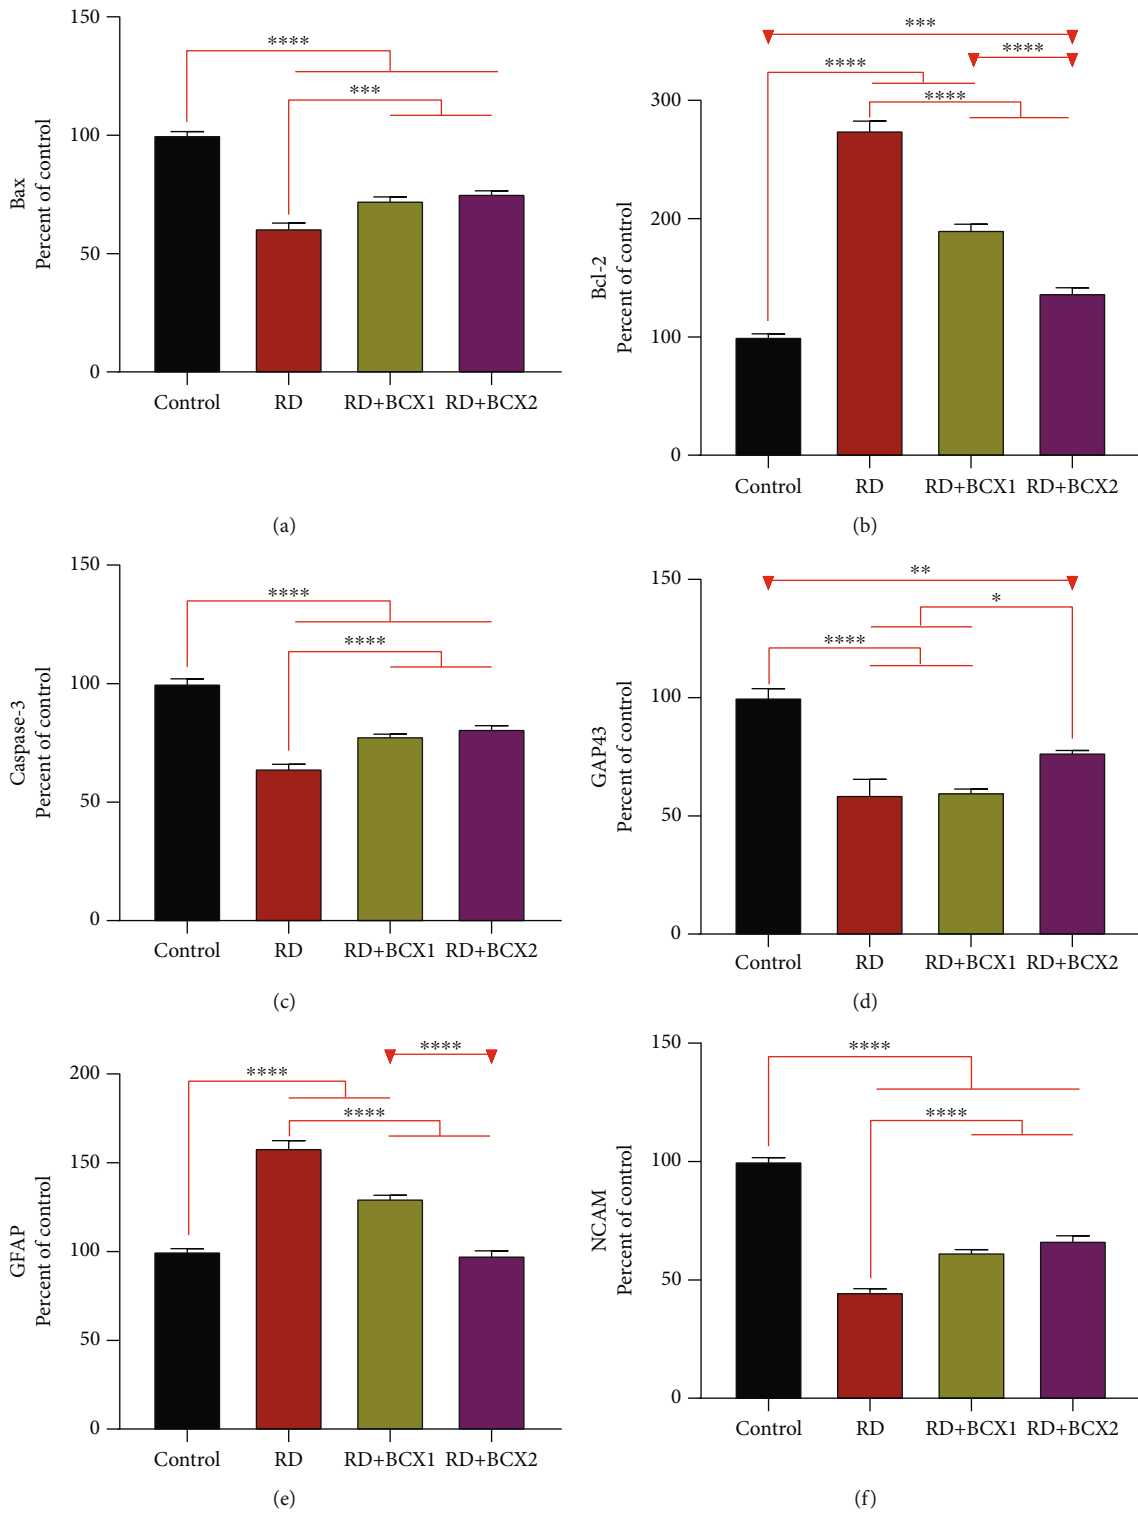 Bax
Percent of control
150
100
50
0
****
***
Control RD RD+BCX1 RD+BCX2
(a)
Bcl-2
Percent of control
300
200
100
0
***
****
****
****
Control RD RD+BCX1 RD+BCX2
(b)
Caspase-3
Percent of control
150
100
50
0
****
****
Control RD RD+BCX1 RD+BCX2
(c)
GAP43
Percent of control
150
100
50
0
**
*
****
Control RD RD+BCX1 RD+BCX2
(d)
GFAP
Percent of control
200
150
100
50
0
****
****
****
Control RD RD+BCX1 RD+BCX2
(e)
NCAM
Percent of control
150
100
50
0
****
****
Control RD RD+BCX1 RD+BCX2
(f)